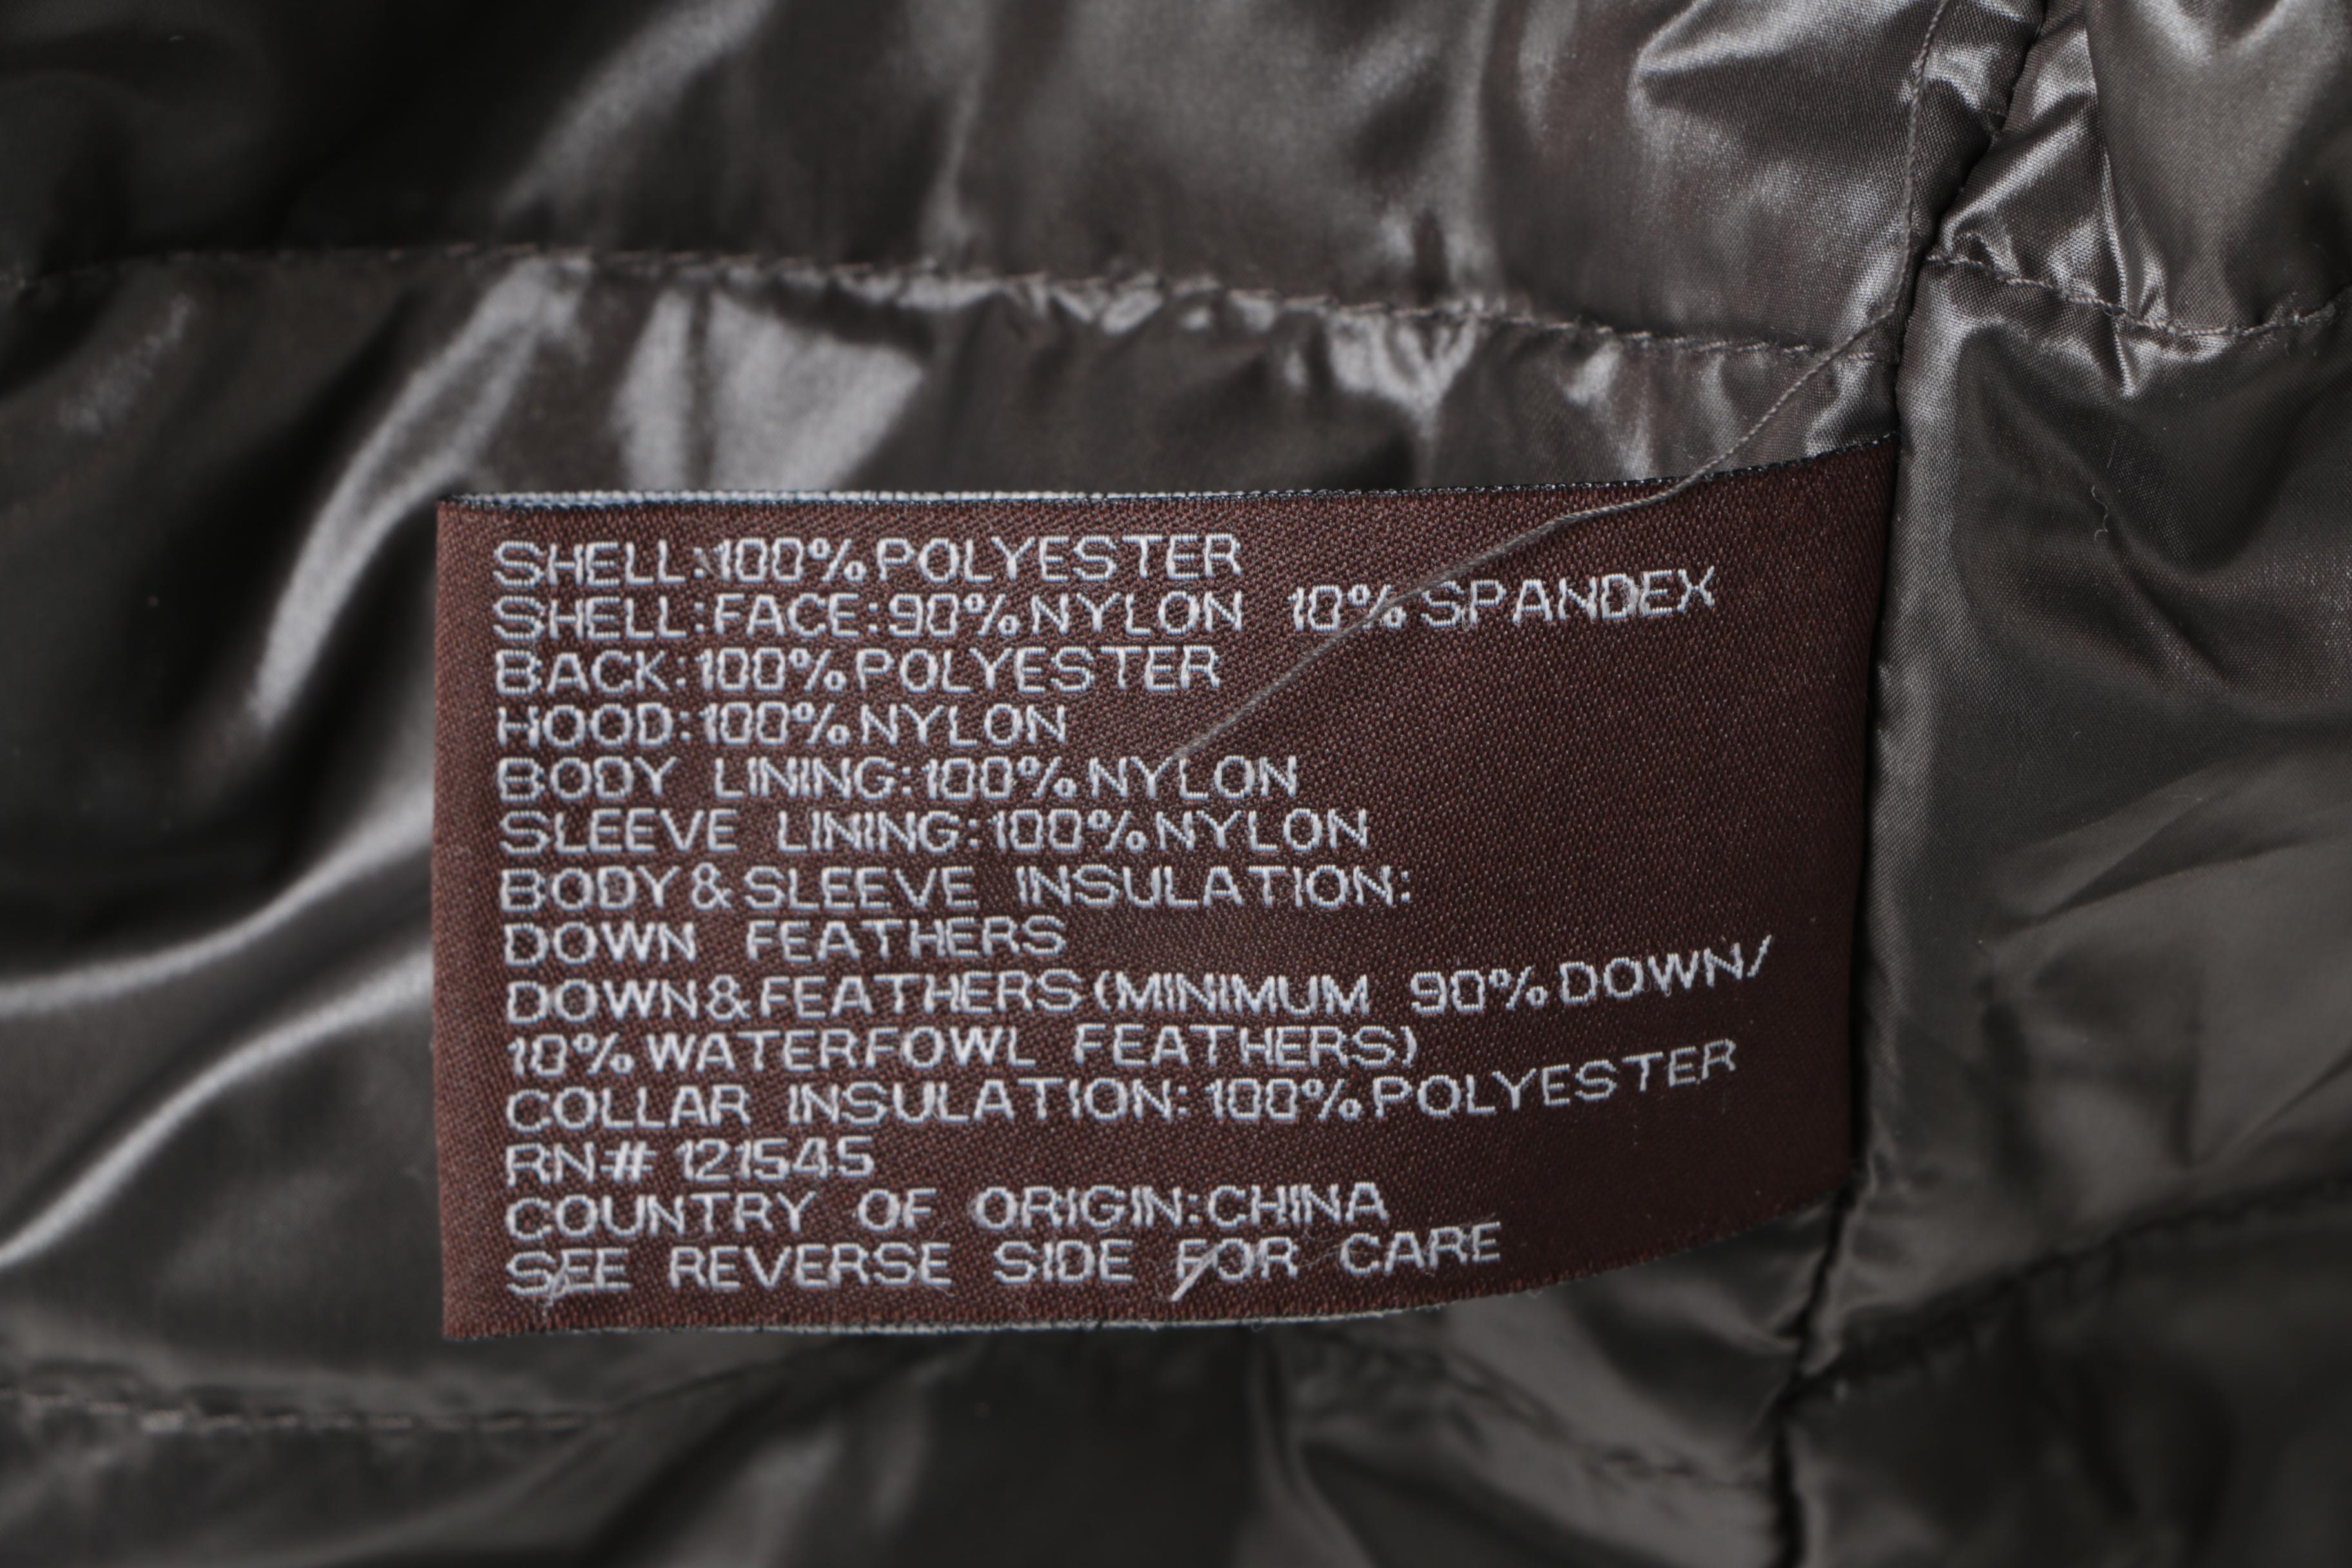 SHELL:100%POLYESTER
SHELL:FACE:90%NYLON 10%SPANDEX
BACK:100%POLYESTER
HOOD:100%NYLON
BODY LINING:100%NYLON
SLEEVE LINING:100%NYLON
BODY&SLEEVE INSULATION:
DOWN FEATHERS
DOWN&FEATHERS(MINIMUM 90%DOWN/
10%WATERFOWL FEATHERS)
COLLAR INSULATION:100%POLYESTER
RN# 121545
COUNTRY OF ORIGIN:CHINA
SEE REVERSE SIDE FOR CARE